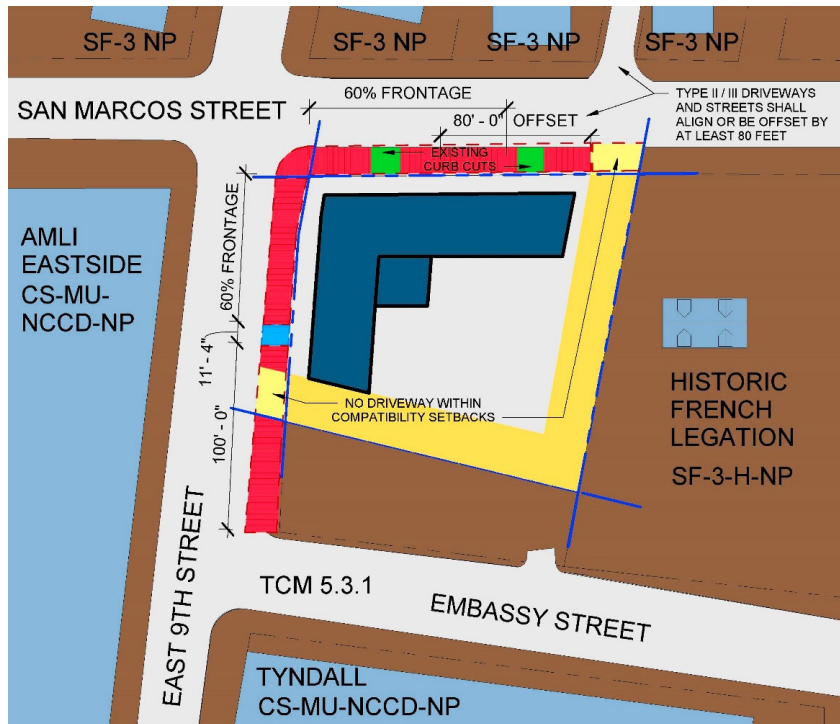 SF-3 NP
SF-3 NP
SF-3 NP
SF-3 NP
SAN MARCOS STREET
60% FRONTAGE
80' - 0" OFFSET
TYPE II / III DRIVEWAYS
AND STREETS SHALL
ALIGN OR BE OFFSET BY
AT LEAST 80 FEET
EXISTING
CURB CUTS
60% FRONTAGE
AMLI
EASTSIDE
CS-MU-
NCCD-NP
11' - 4"
100' - 0"
NO DRIVEWAY WITHIN
COMPATIBILITY SETBACKS
HISTORIC
FRENCH
LEGATION
SF-3-H-NP
EAST 9TH STREET
TCM 5.3.1
EMBASSY STREET
TYNDALL
CS-MU-NCCD-NP